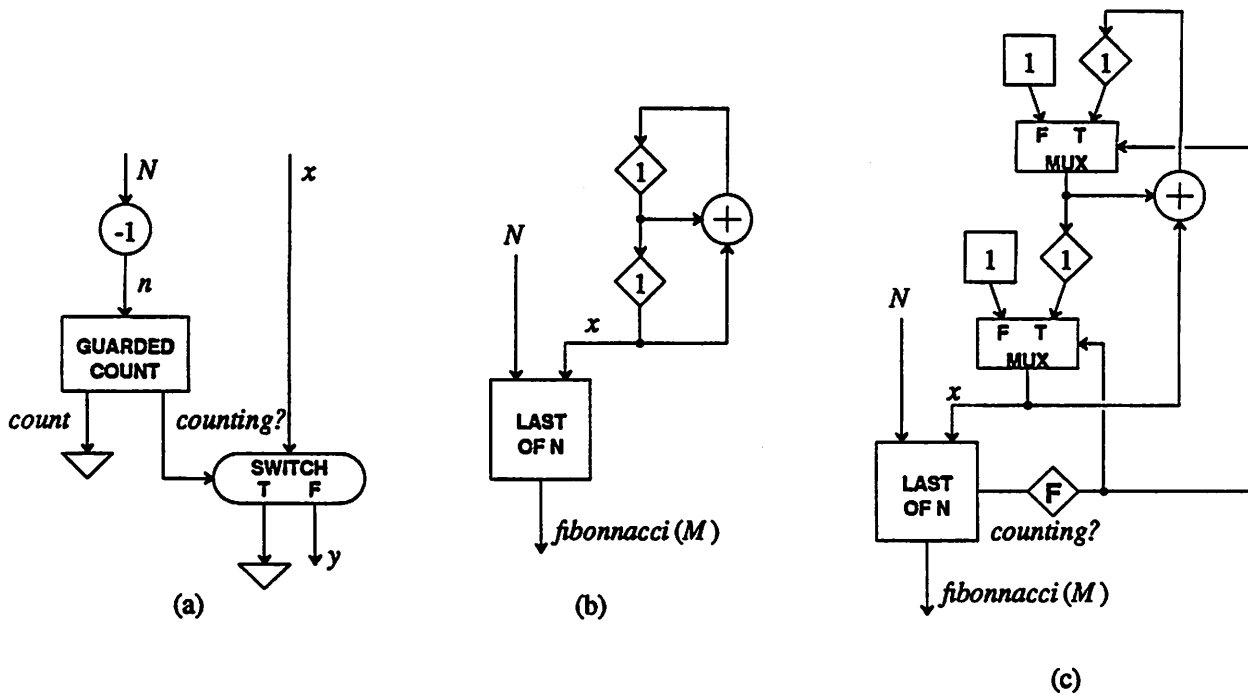 N
x
-1
n
GUARDED
COUNT
count
counting?
SWITCH
T F
y
(a)
1
+
N
1
x
LAST
OF N
fibonnacci (M)
(b)
1
1
F T
MUX
+
1
1
N
F T
MUX
x
LAST
OF N
F
counting?
fibonnacci (M)
(c)